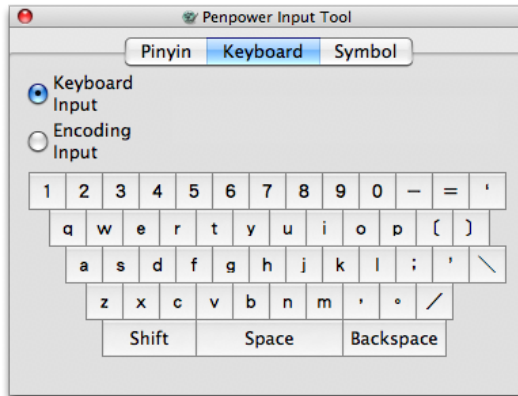 Penpower Input Tool
Pinyin Keyboard Symbol
Keyboard
Input
Encoding
Input
1 2 3 4 5 6 7 8 9 0 － ＝ ‘
q w e r t y u i o p 〔 〕
a s d f g h j k l ; ’ ＼
z x c v b n m , 。 ／
Shift Space Backspace